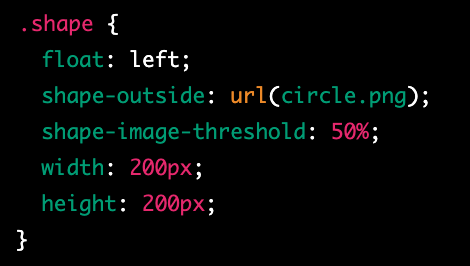 .shape {
  float: left;
  shape-outside: url(circle.png);
  shape-image-threshold: 50%;
  width: 200px;
  height: 200px;
}